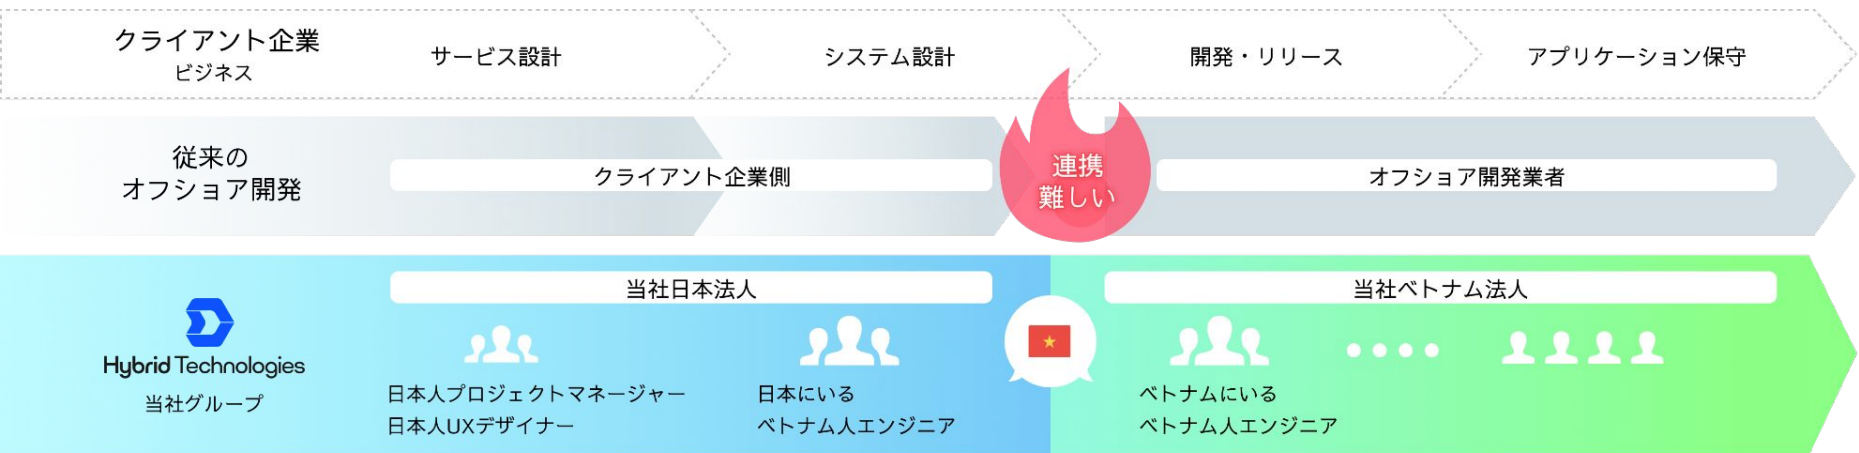 クライアント企業
ビジネス
サービス設計
システム設計
開発・リリース
アプリケーション保守
従来の
オフショア開発
クライアント企業側
連携
難しい
オフショア開発業者
Hybrid Technologies
当社グループ
当社日本法人
日本人プロジェクトマネージャー
日本人UXデザイナー
日本にいる
ベトナム人エンジニア
当社ベトナム法人
ベトナムにいる
ベトナム人エンジニア